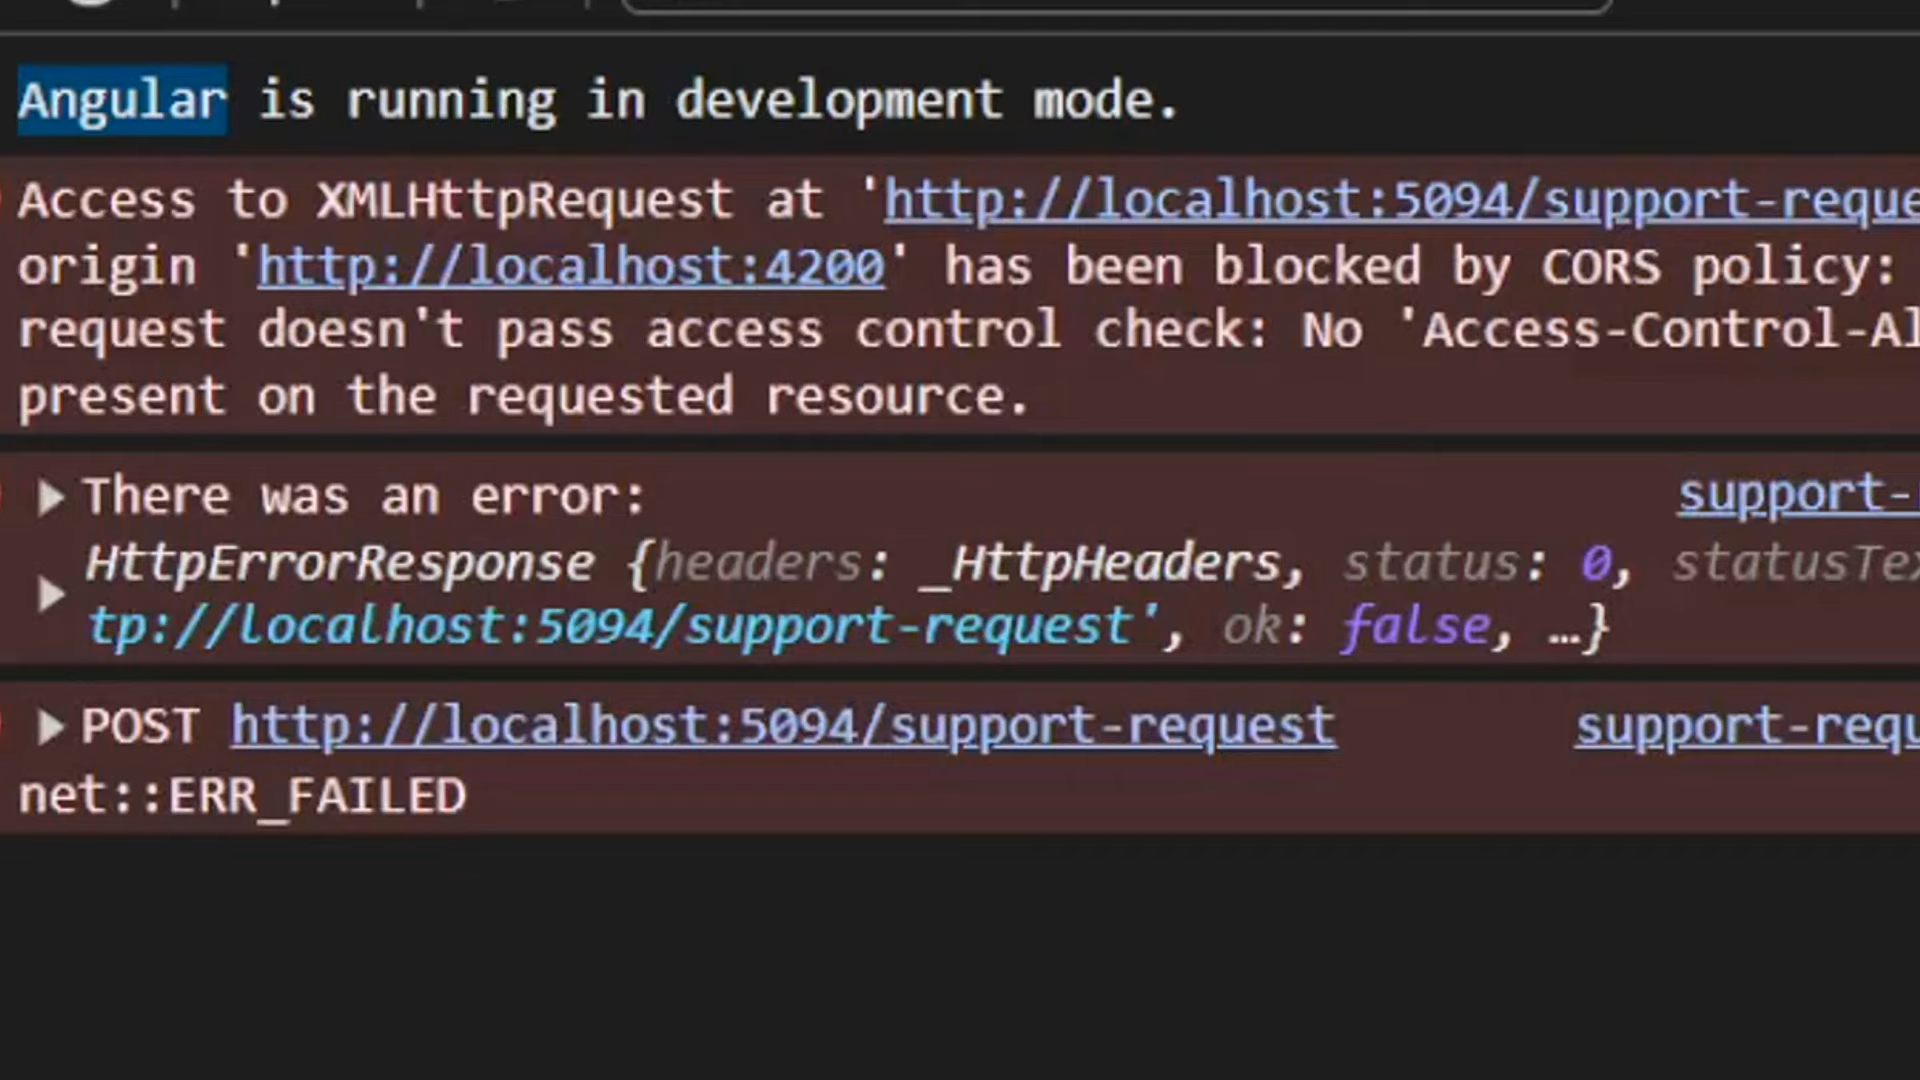 Angular is running in development mode.
Access to XMLHttpRequest at 'http://localhost:5094/support-reque
origin 'http://localhost:4200' has been blocked by CORS policy:
request doesn't pass access control check: No 'Access-Control-Al
present on the requested resource.
There was an error: support-
HttpErrorResponse {headers: _HttpHeaders, status: 0, statusTex
tp://localhost:5094/support-request', ok: false, …}
POST http://localhost:5094/support-request support-requ
net::ERR_FAILED